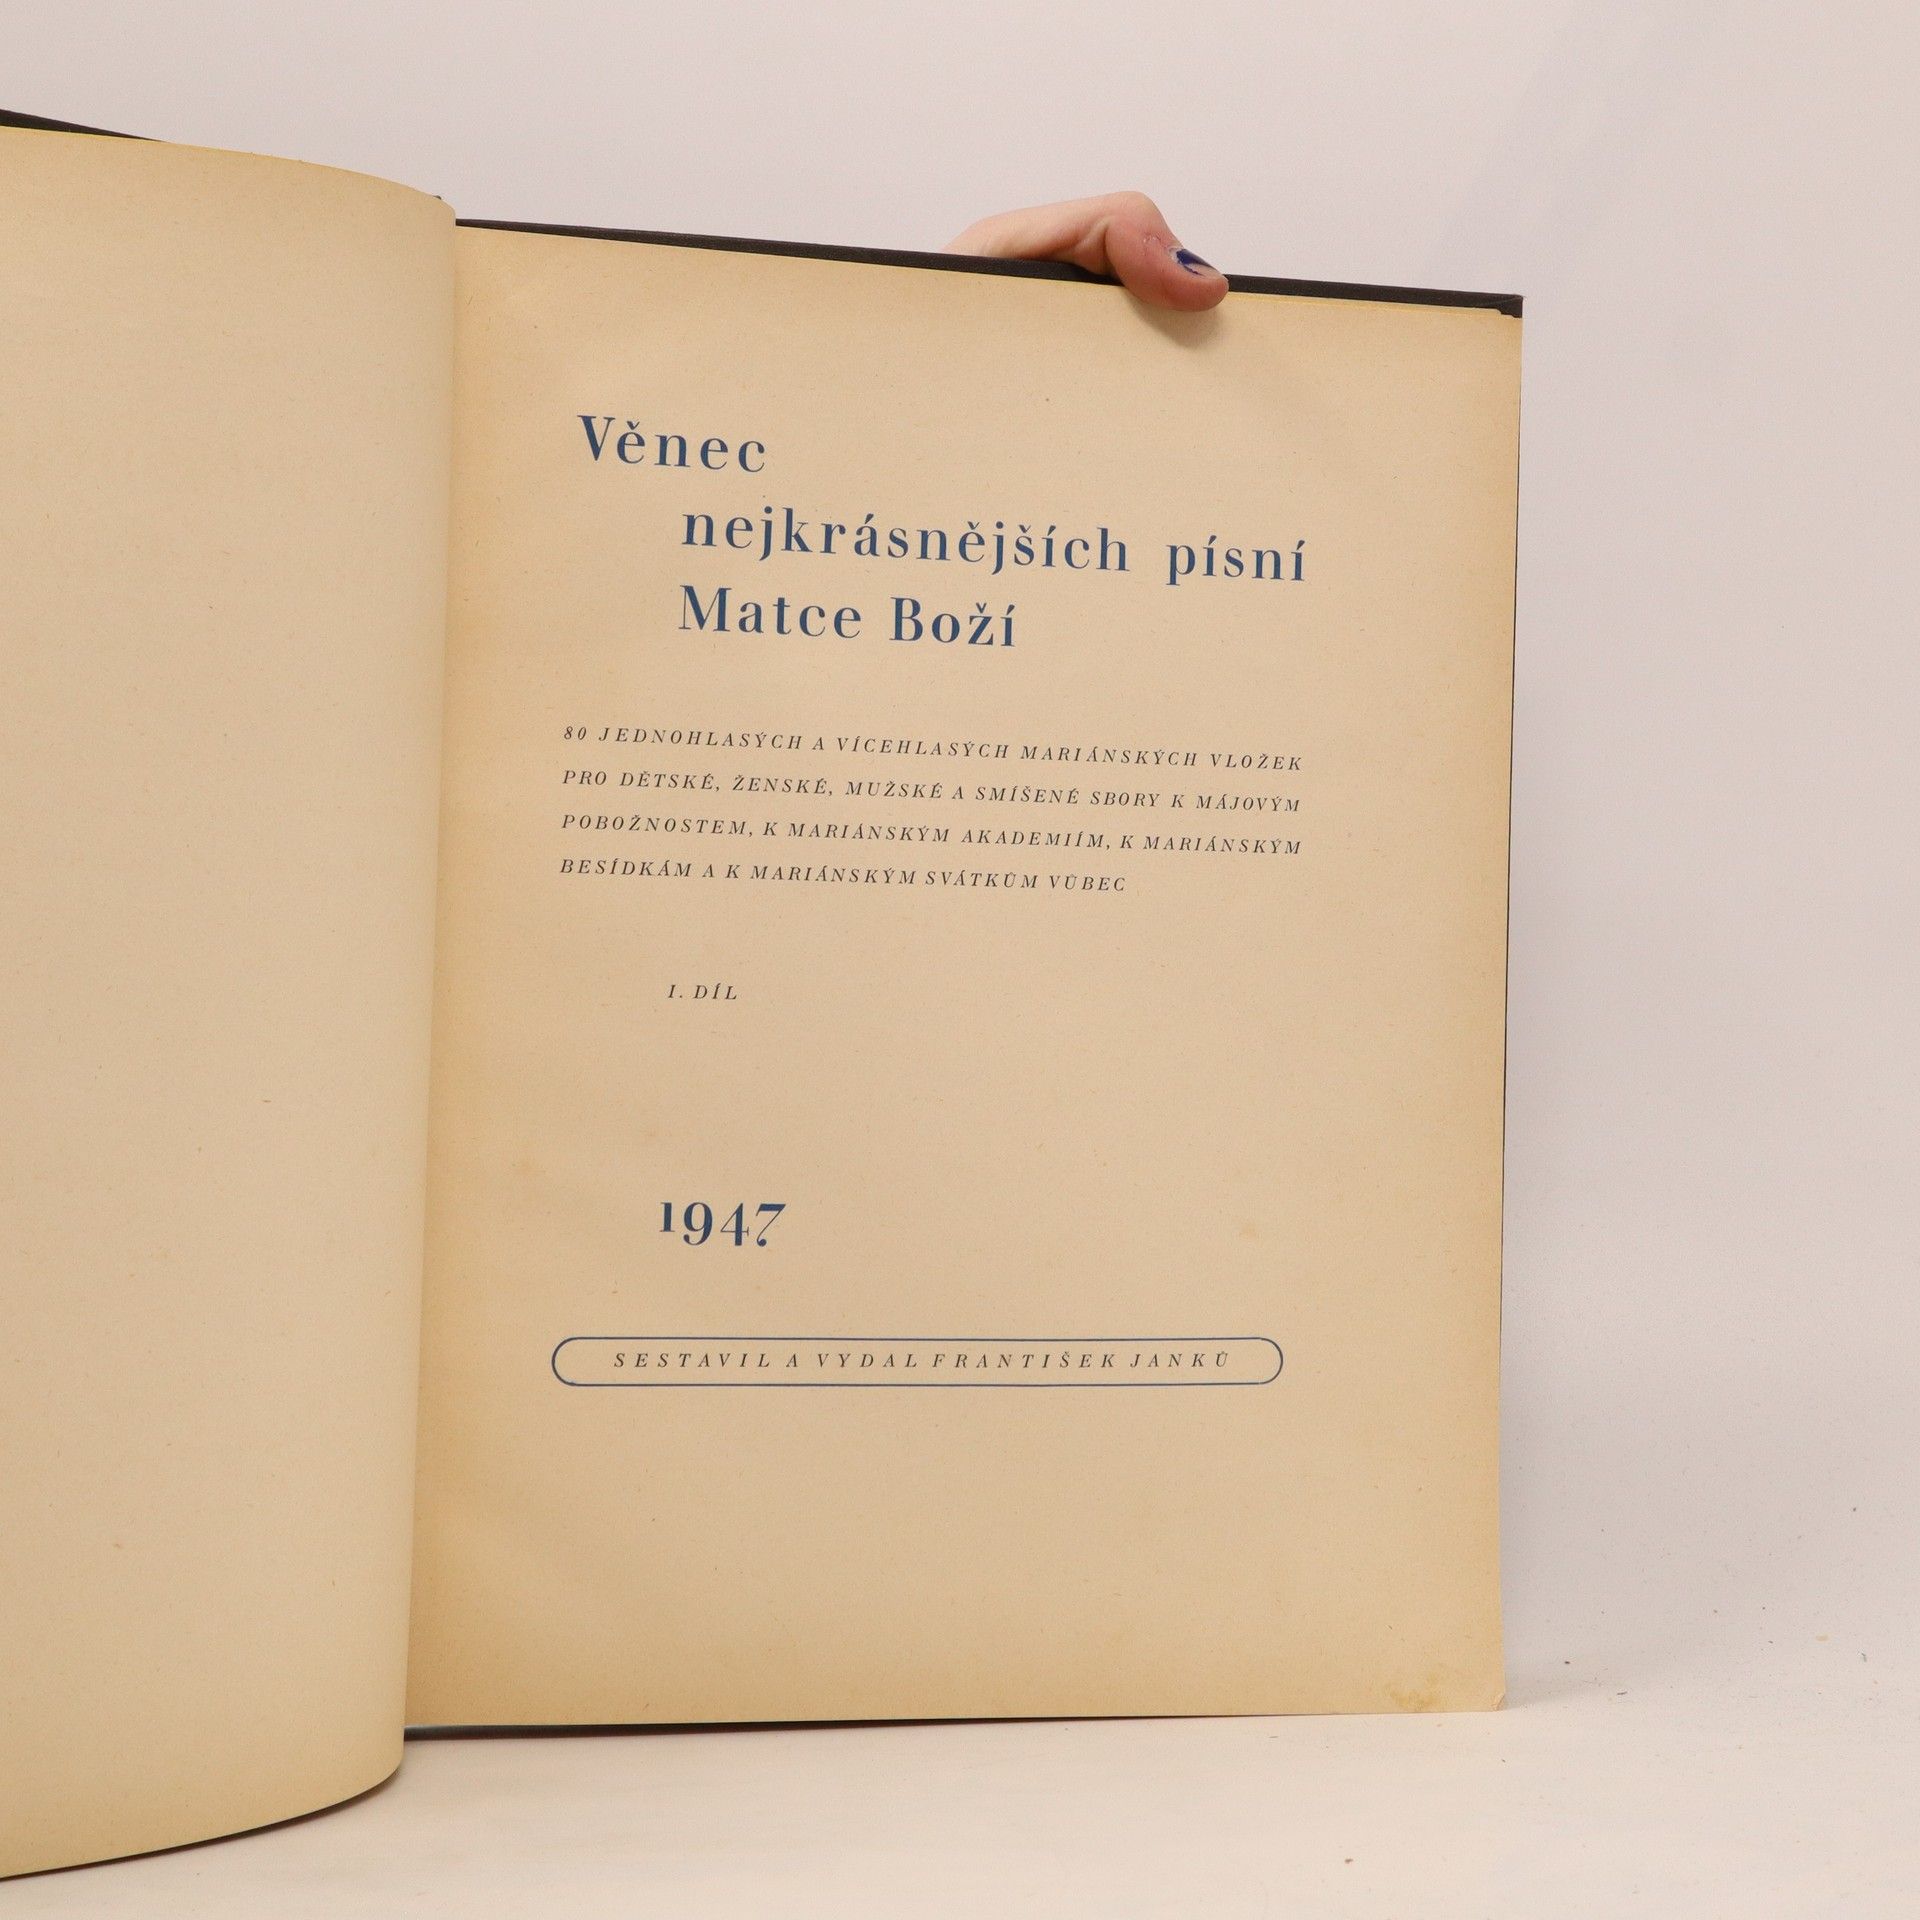 Věnec
nejkrásnějších písní
Matce Boží
80 JEDNOHLASÝCH A VÍCEHLASÝCH MARIÁNSKÝCH VLOŽEK
PRO DĚTSKÉ, ŽENSKÉ, MUŽSKÉ A SMÍŠENÉ SBORY K MÁJOVÝM
POBOŽNOSTEM, K MARIÁNSKÝM AKADEMIÍM, K MARIÁNSKÝM
BESÍDKÁM A K MARIÁNSKÝM SVÁTKŮM VŮBEC
I. DÍL
1947
SESTAVIL A VYDAL FRANTIŠEK JANKŮ